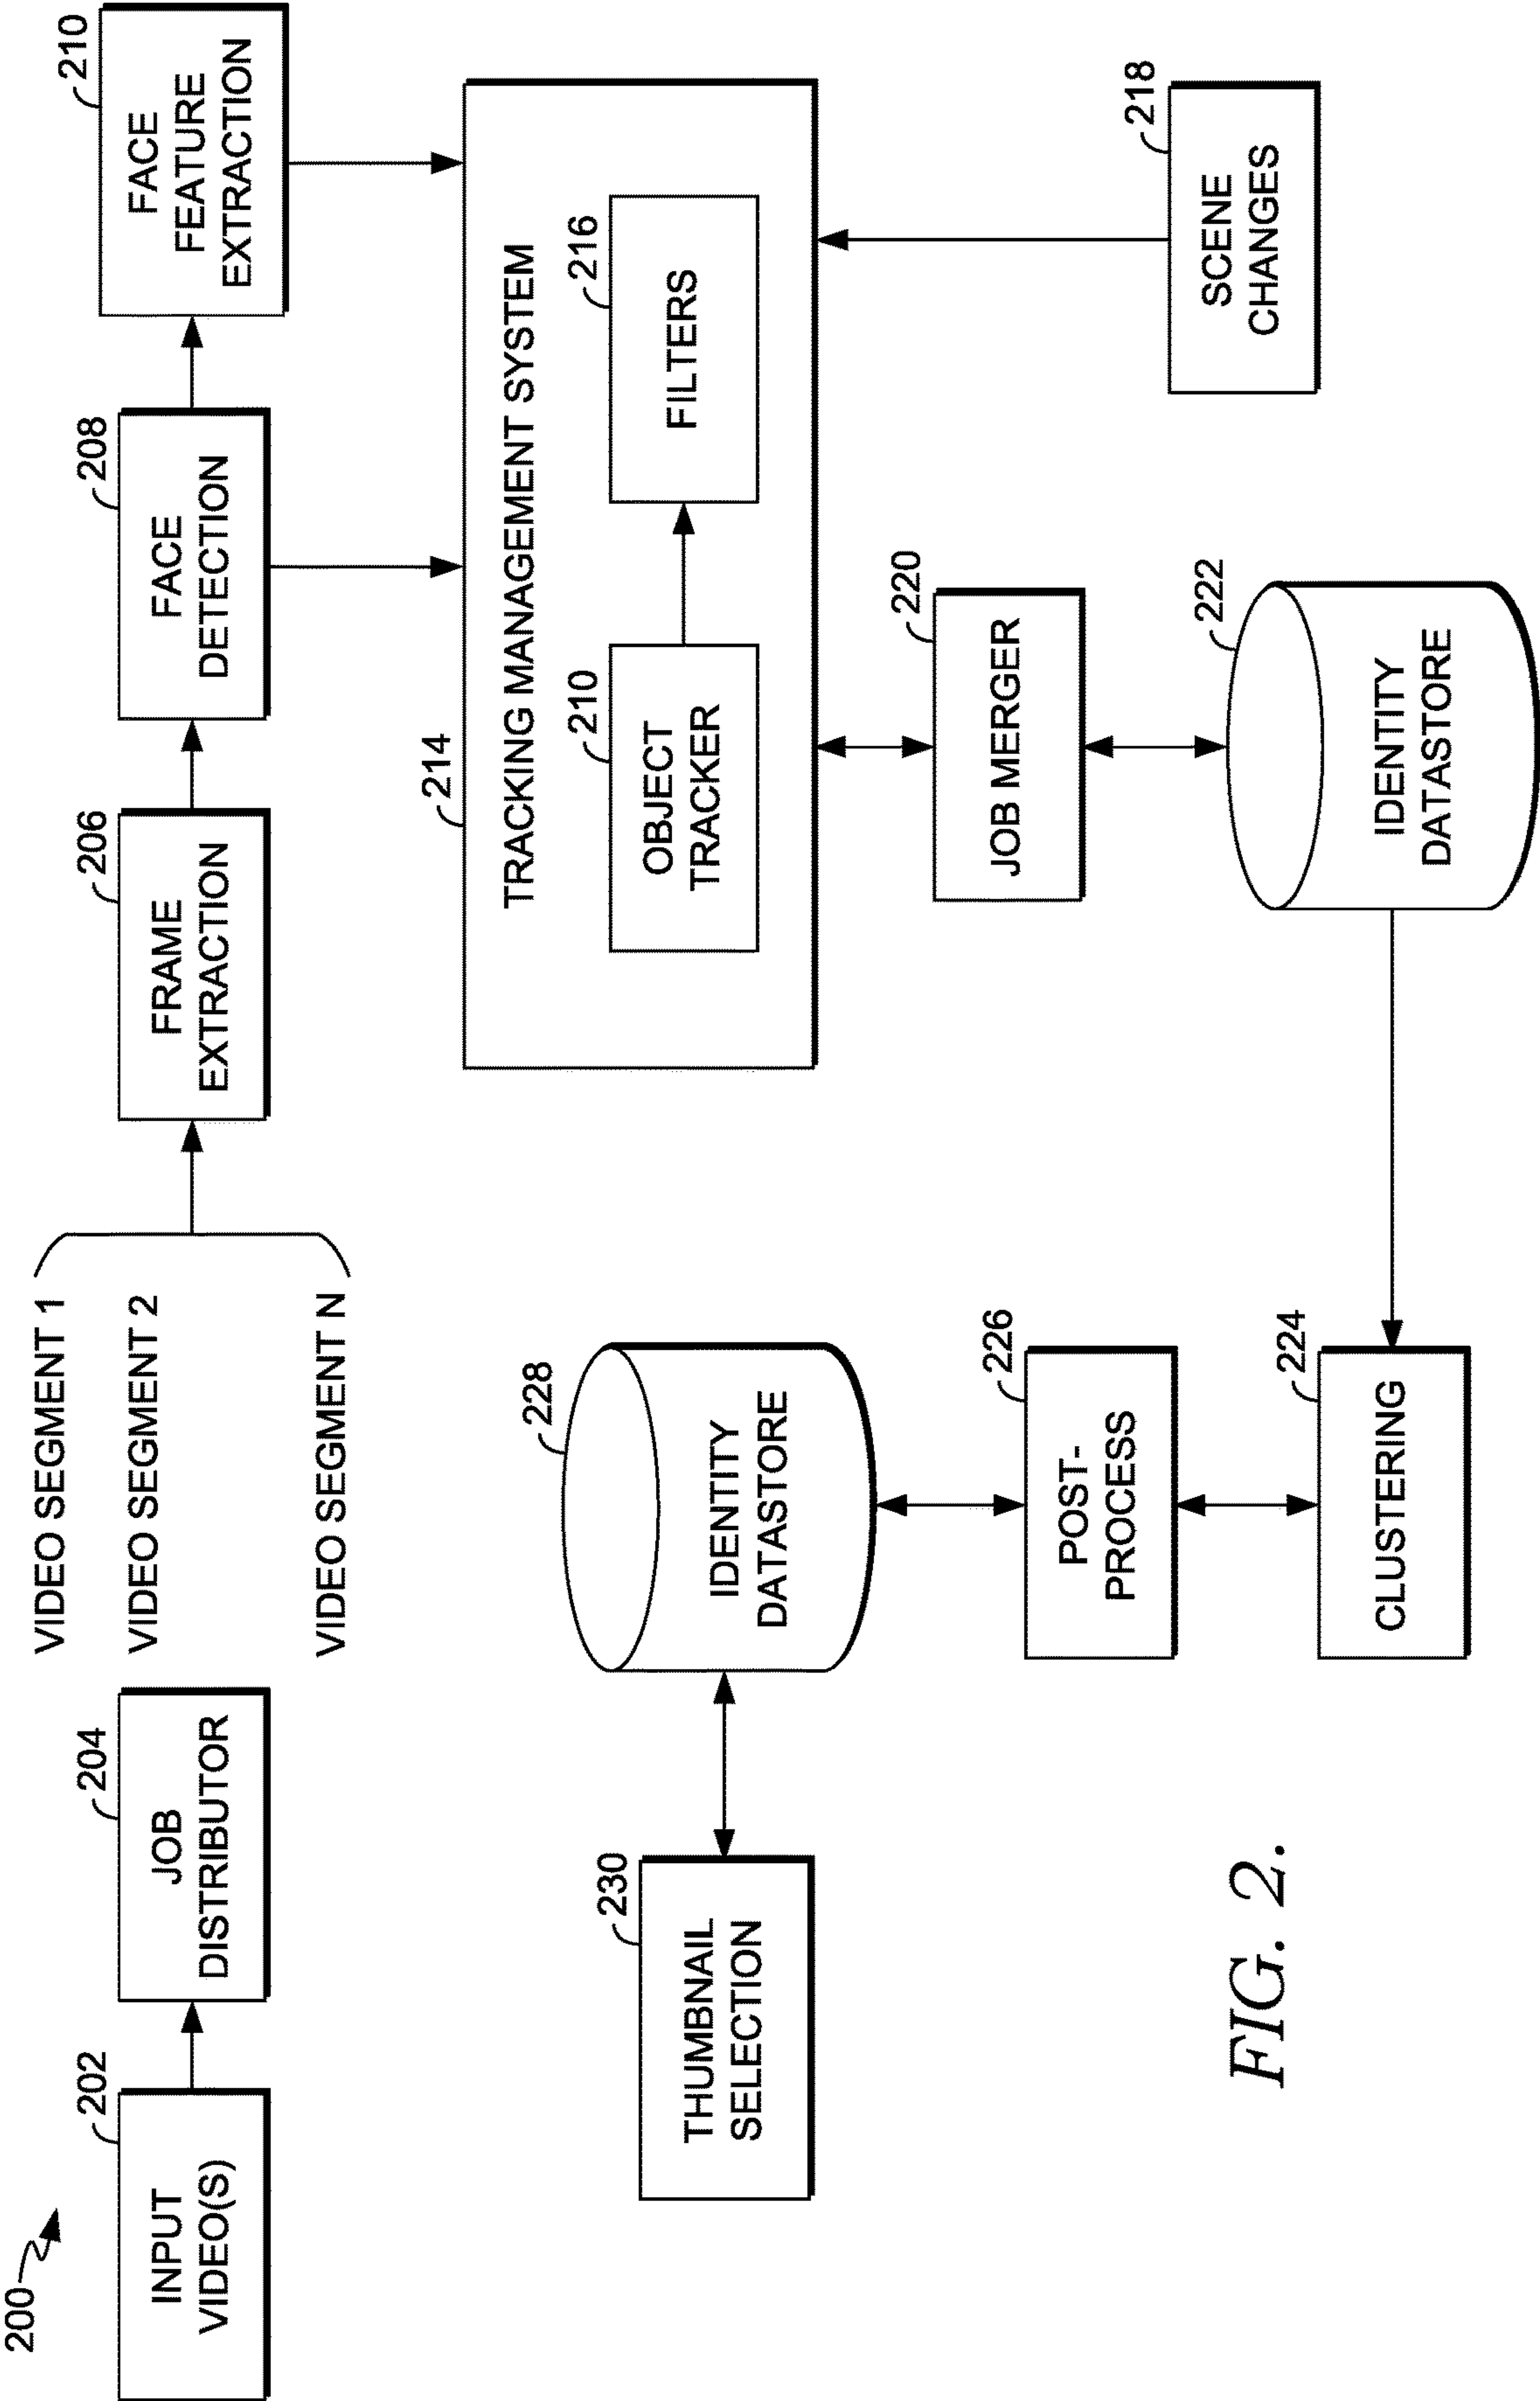 200
202
INPUT
VIDEO(S)
204
JOB
DISTRIBUTOR
VIDEO SEGMENT 1
VIDEO SEGMENT 2
VIDEO SEGMENT N
206
FRAME
EXTRACTION
208
FACE
DETECTION
210
FACE
FEATURE
EXTRACTION
214
TRACKING MANAGEMENT SYSTEM
210
OBJECT
TRACKER
216
FILTERS
218
SCENE
CHANGES
220
JOB MERGER
222
IDENTITY
DATASTORE
224
CLUSTERING
226
POST-
PROCESS
228
IDENTITY
DATASTORE
230
THUMBNAIL
SELECTION
FIG. 2.